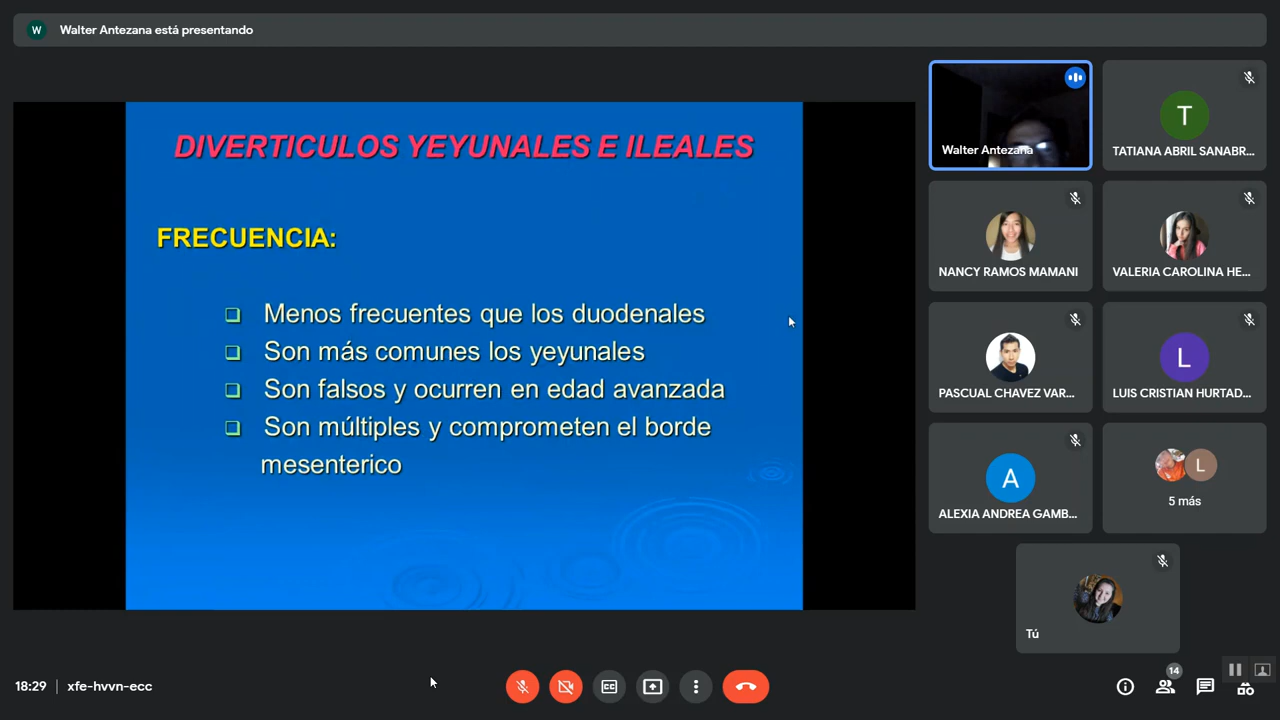 W Walter Antezana está presentando
DIVERTICULOS YEYUNALES E ILEALES
FRECUENCIA:
Menos frecuentes que los duodenales
Son más comunes los yeyunales
Son falsos y ocurren en edad avanzada
Son múltiples y comprometen el borde
mesenterico
Walter Antezana
T
TATIANA ABRIL SANABR...
NANCY RAMOS MAMANI
VALERIA CAROLINA HE...
PASCUAL CHAVEZ VAR...
L
LUIS CRISTIAN HURTAD...
A
ALEXIA ANDREA GAMB...
L
5 más
Tú
18:29 | xfe-hvvn-ecc
CC
14